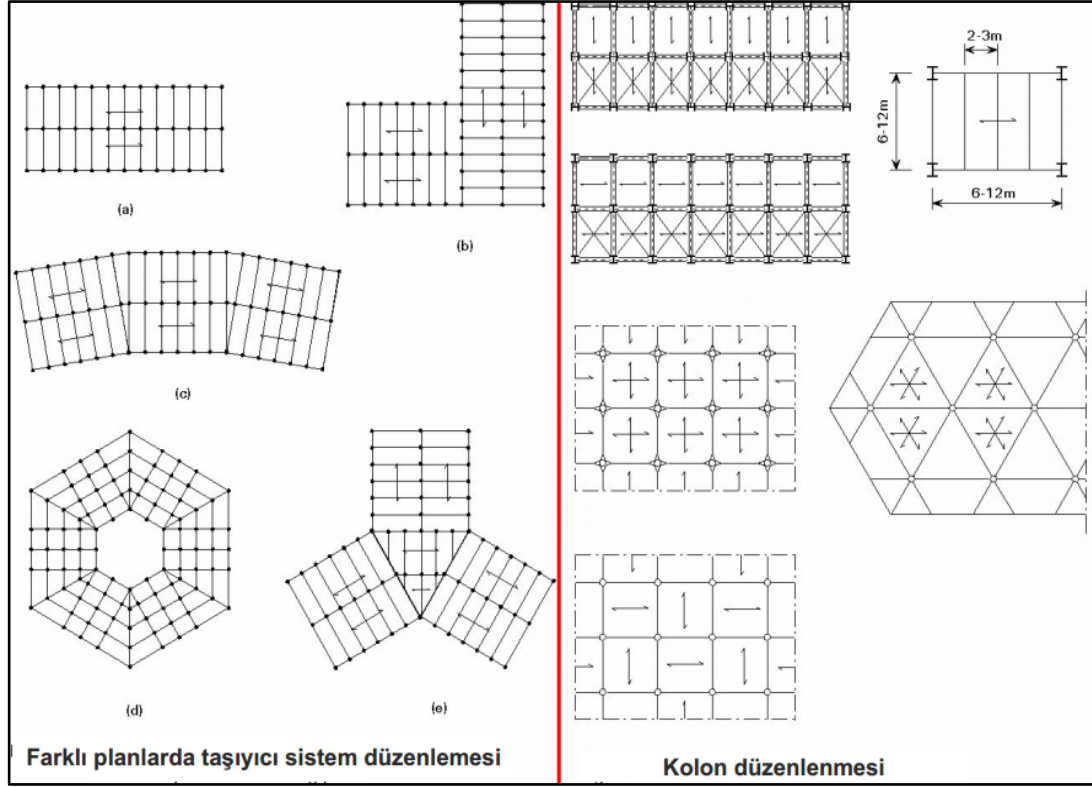 (a)
(b)
(c)
(d)
(e)
Farklı planlarda taşıyıcı sistem düzenlemesi
2-3m
6-12m
6-12m
Kolon düzenlenmesi